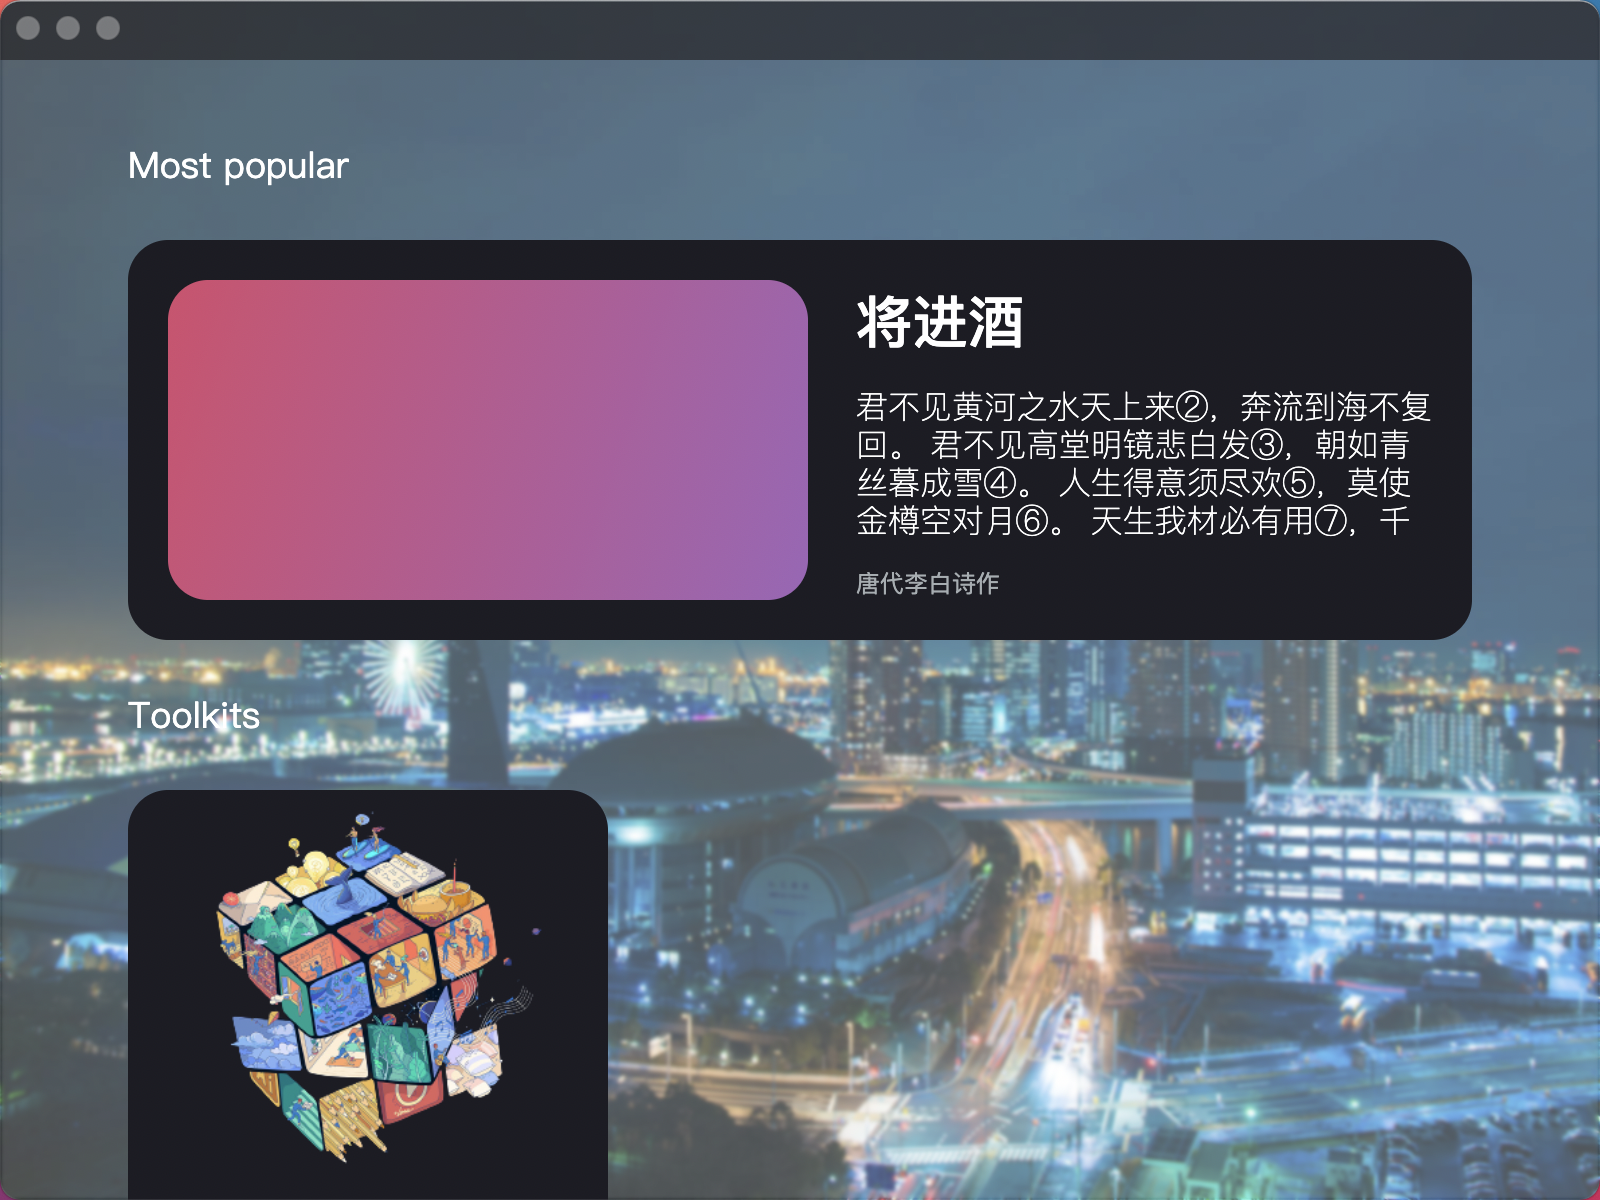 Most popular
将进酒
君不见黄河之水天上来②，奔流到海不复
回。 君不见高堂明镜悲白发③，朝如青
丝暮成雪④。 人生得意须尽欢⑤，莫使
金樽空对月⑥。 天生我材必有用⑦，千
唐代李白诗作
Toolkits